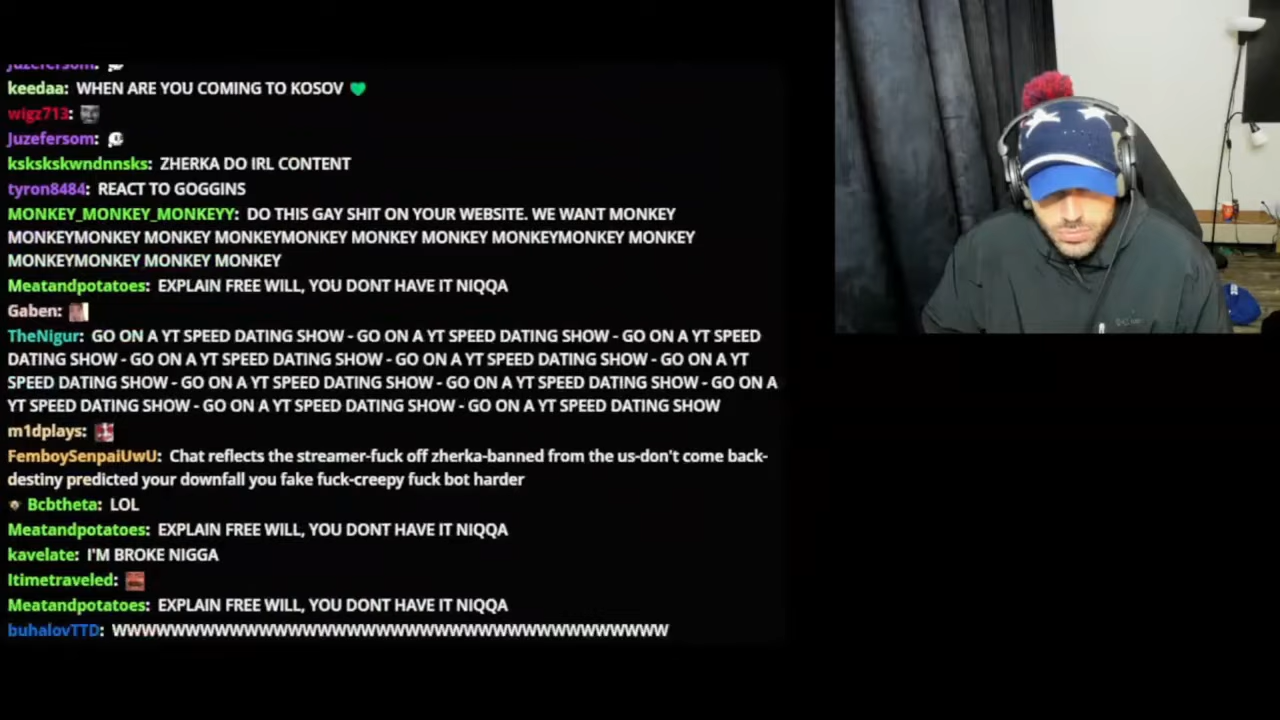 Juzefersom:
keedaa: WHEN ARE YOU COMING TO KOSOV
wigz713:
Juzefersom:
kskskskwndnnsks: ZHERKA DO IRL CONTENT
tyron8484: REACT TO GOGGINS
MONKEY_MONKEY_MONKEYY: DO THIS GAY SHIT ON YOUR WEBSITE. WE WANT MONKEY
MONKEYMONKEY MONKEY MONKEYMONKEY MONKEY MONKEY MONKEYMONKEY MONKEY
MONKEYMONKEY MONKEY MONKEY
Meatandpotatoes: EXPLAIN FREE WILL, YOU DONT HAVE IT NIQQA
Gaben:
TheNigur: GO ON A YT SPEED DATING SHOW - GO ON A YT SPEED DATING SHOW - GO ON A YT SPEED
DATING SHOW - GO ON A YT SPEED DATING SHOW - GO ON A YT SPEED DATING SHOW - GO ON A YT
SPEED DATING SHOW - GO ON A YT SPEED DATING SHOW - GO ON A YT SPEED DATING SHOW - GO ON A
YT SPEED DATING SHOW - GO ON A YT SPEED DATING SHOW - GO ON A YT SPEED DATING SHOW
m1dplays:
FemboySenpaiUwU: Chat reflects the streamer-fuck off zherka-banned from the us-don't come back-
destiny predicted your downfall you fake fuck-creepy fuck bot harder
Bcbtheta: LOL
Meatandpotatoes: EXPLAIN FREE WILL, YOU DONT HAVE IT NIQQA
kavelate: I'M BROKE NIGGA
Itimetraveled:
Meatandpotatoes: EXPLAIN FREE WILL, YOU DONT HAVE IT NIQQA
buhalovTTD: WWWWWWWWWWWWWWWWWWWWWWWWWWWWWWWWWWWWWW